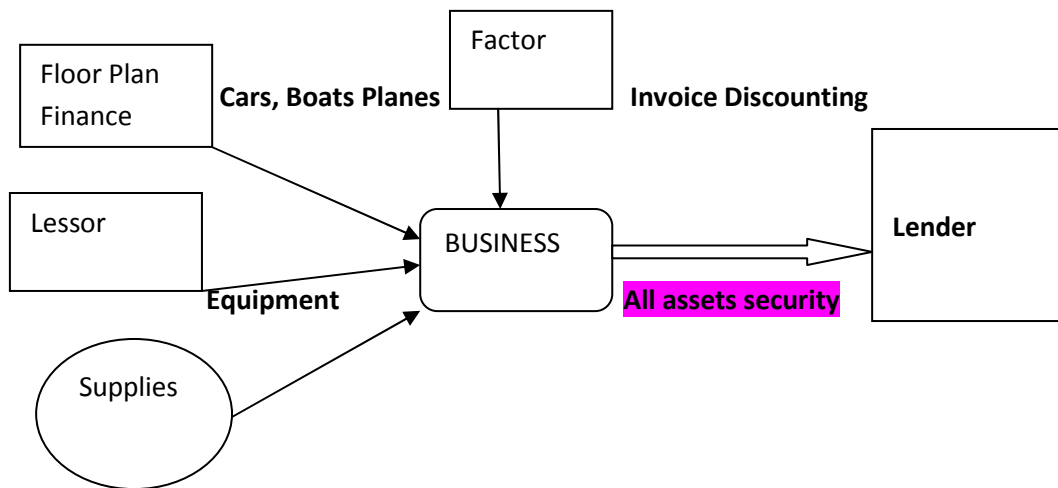 Factor
Floor Plan
Finance
Cars, Boats Planes
Invoice Discounting
Lessor
BUSINESS
Lender
Equipment
All assets security
Supplies